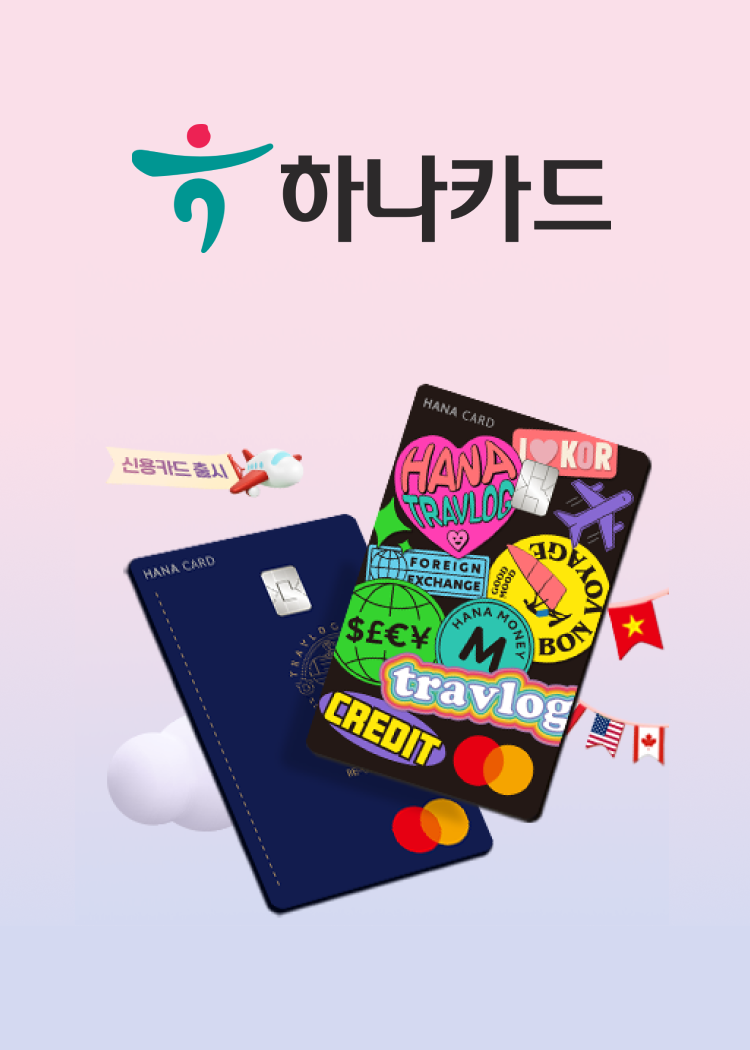 하나카드
HANA CARD
I KOR
HANA
TRAVLOG
FOREIGN
EXCHANGE
GOOD MOOD
BON VOYAGE
$£€¥
HANA MONEY
M
travlog
CREDIT
신용카드 출시
HANA CARD
TRAVLOG